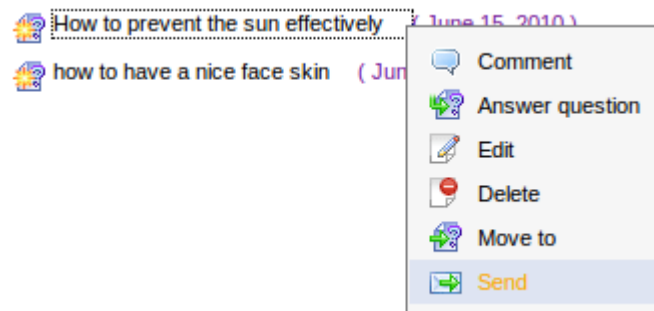 How to prevent the sun effectively ( June 15, 2010 )
how to have a nice face skin ( Jun
Comment
Answer question
Edit
Delete
Move to
Send